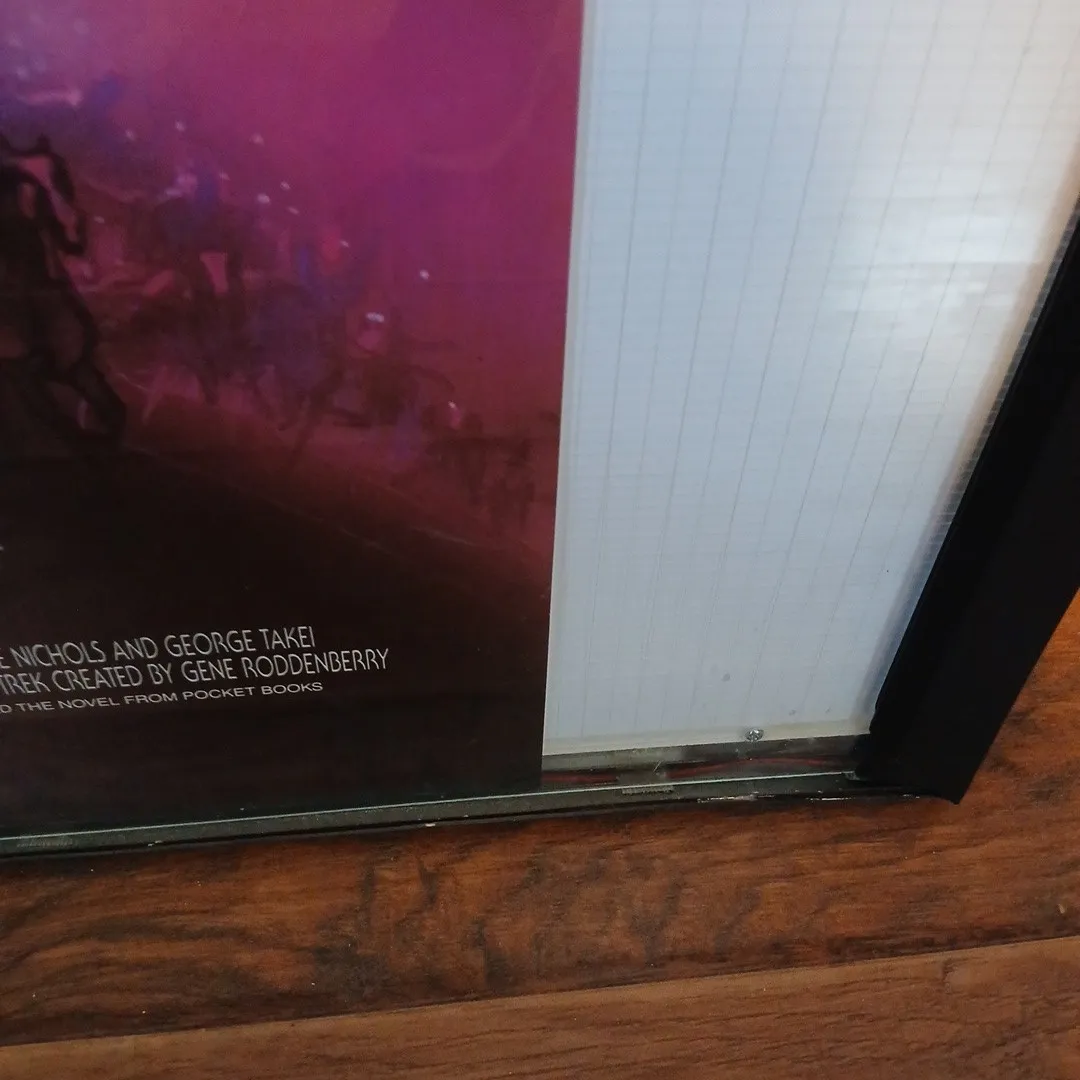 E NICHOLS AND GEORGE TAKEI
TREK CREATED BY GENE RODDENBERRY
D THE NOVEL FROM POCKET BOOKS